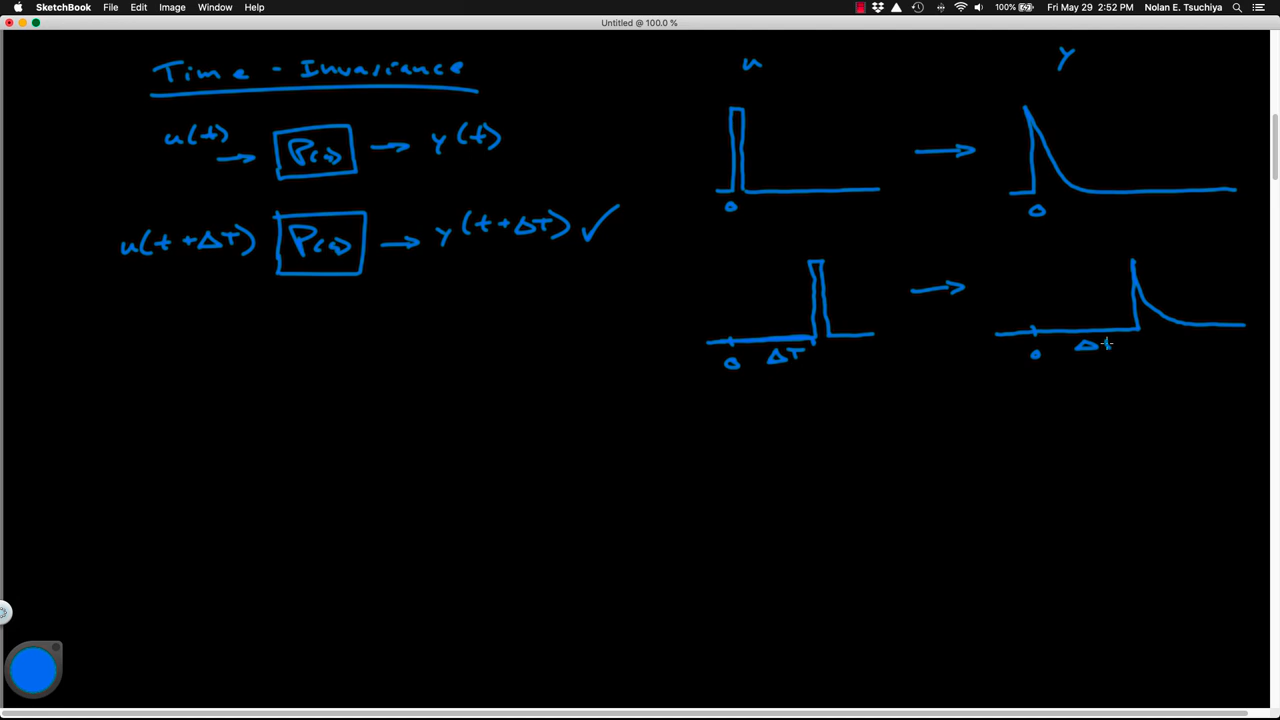 SketchBook File Edit Image Window Help 100% Fri May 29 2:52 PM Nolan E. Tsuchiya
Untitled @ 100.0 %
Time - Invariance
u(t) → P(s) → y(t)
u(t+ΔT) P(s) → y(t+ΔT) ✓
u y
0 0
0 ΔT 0 Δ